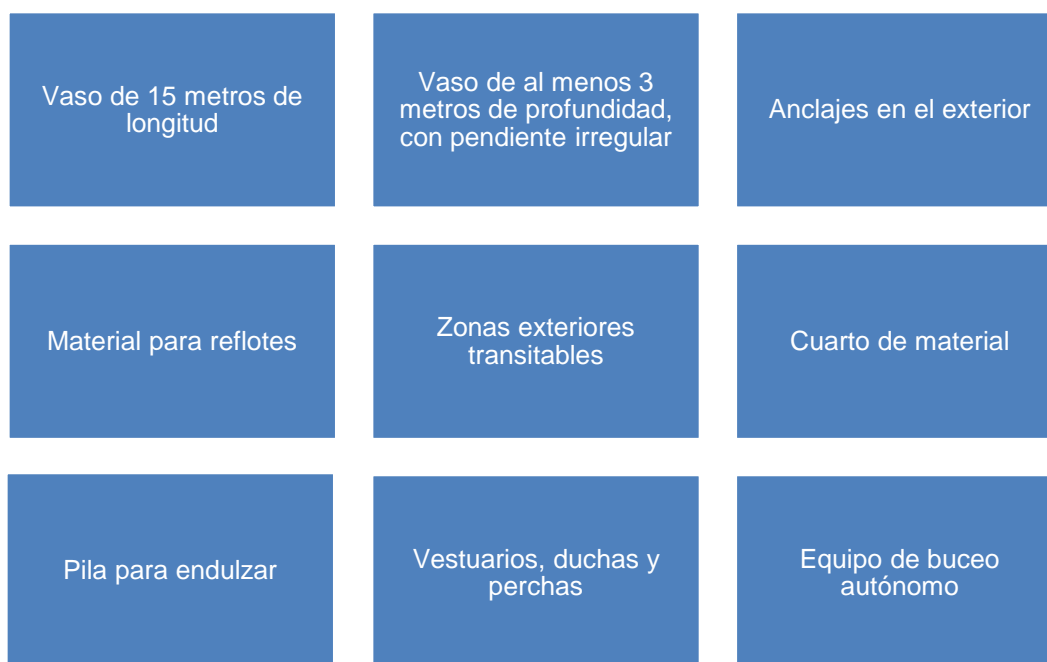 Vaso de 15 metros de
longitud
Vaso de al menos 3
metros de profundidad,
con pendiente irregular
Anclajes en el exterior
Material para reflotes
Zonas exteriores
transitables
Cuarto de material
Pila para endulzar
Vestuarios, duchas y
perchas
Equipo de buceo
autónomo